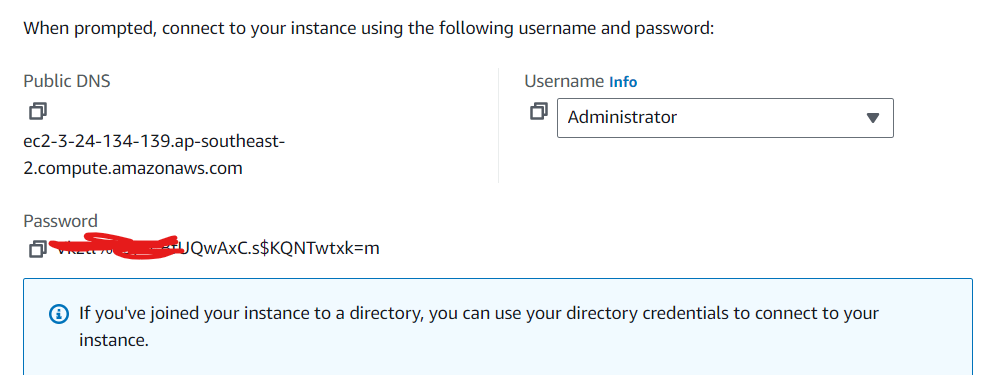 When prompted, connect to your instance using the following username and password:
Public DNS
Username Info
Administrator
ec2-3-24-134-139.ap-southeast-
2.compute.amazonaws.com
Password
If you've joined your instance to a directory, you can use your directory credentials to connect to your
instance.